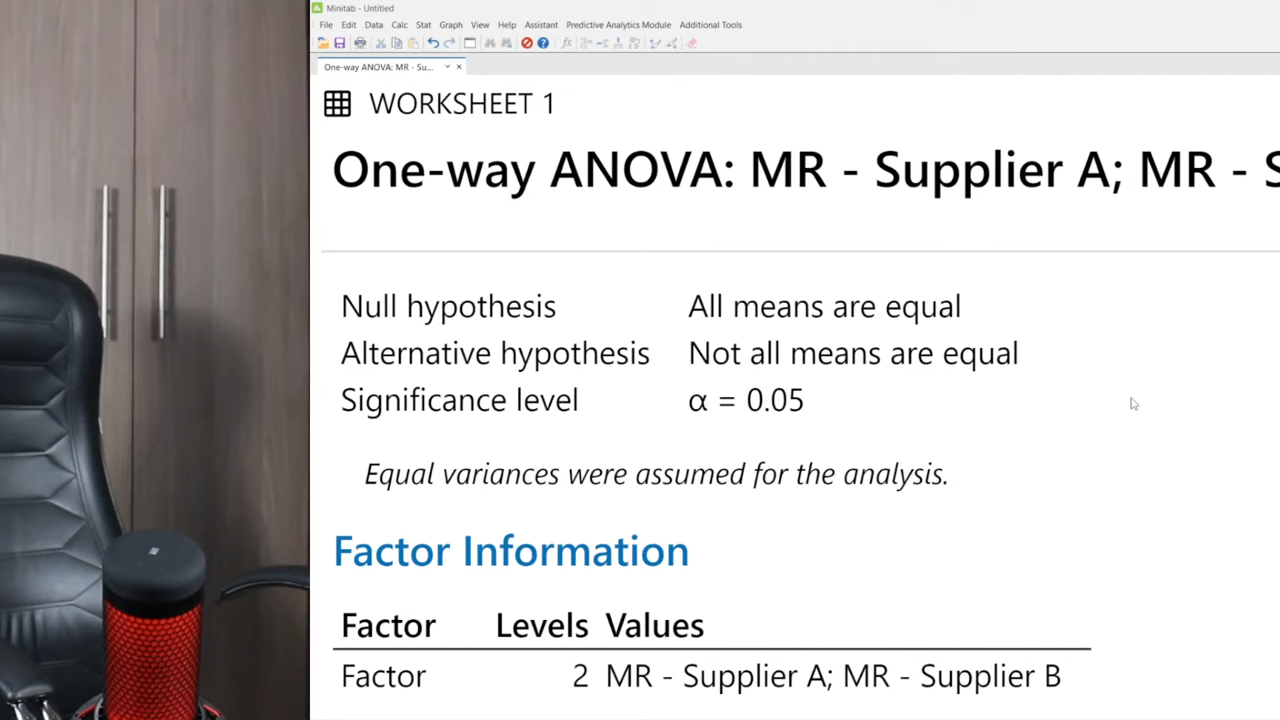 Minitab - Untitled
File Edit Data Calc Stat Graph View Help Assistant Predictive Analytics Module Additional Tools
One-way ANOVA: MR - Su...
WORKSHEET 1
One-way ANOVA: MR - Supplier A; MR - S
Null hypothesis All means are equal
Alternative hypothesis Not all means are equal
Significance level α = 0.05
Equal variances were assumed for the analysis.
Factor Information
Factor Levels Values
Factor 2 MR - Supplier A; MR - Supplier B